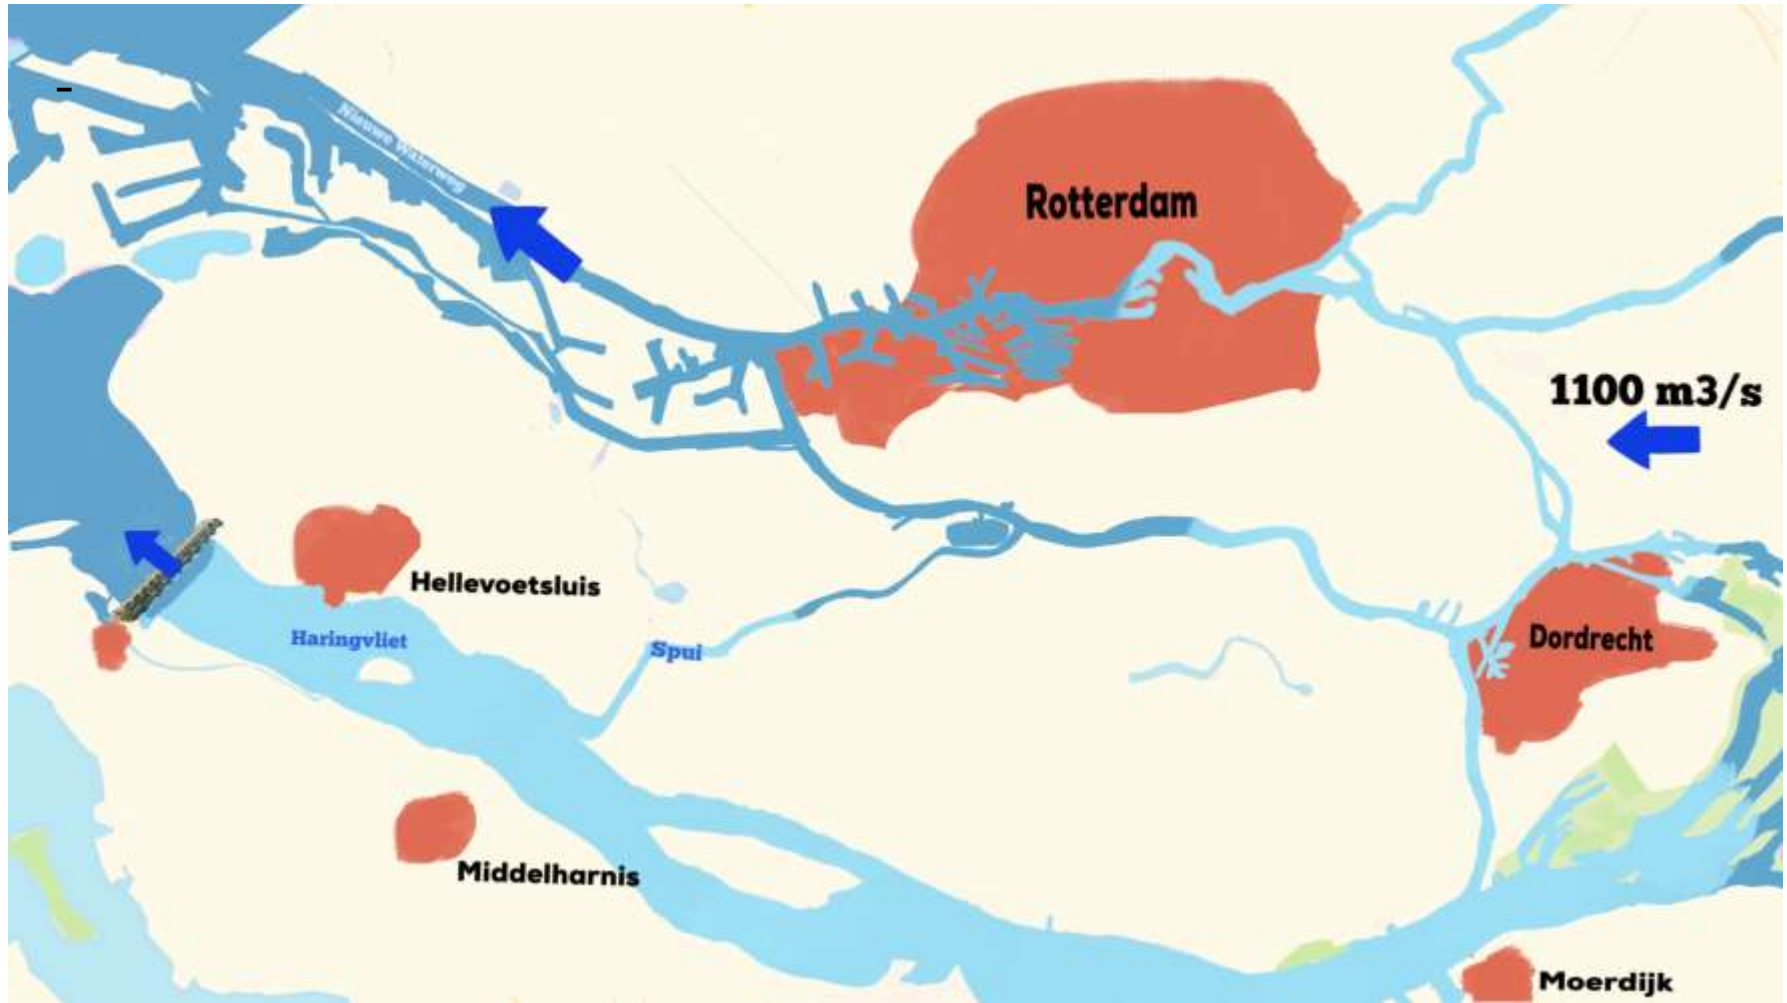 -
Nieuwe Waterweg
Rotterdam
1100 m3/s
Hellevoetsluis
Haringvliet
Spui
Dordrecht
Middelharnis
Moerdijk